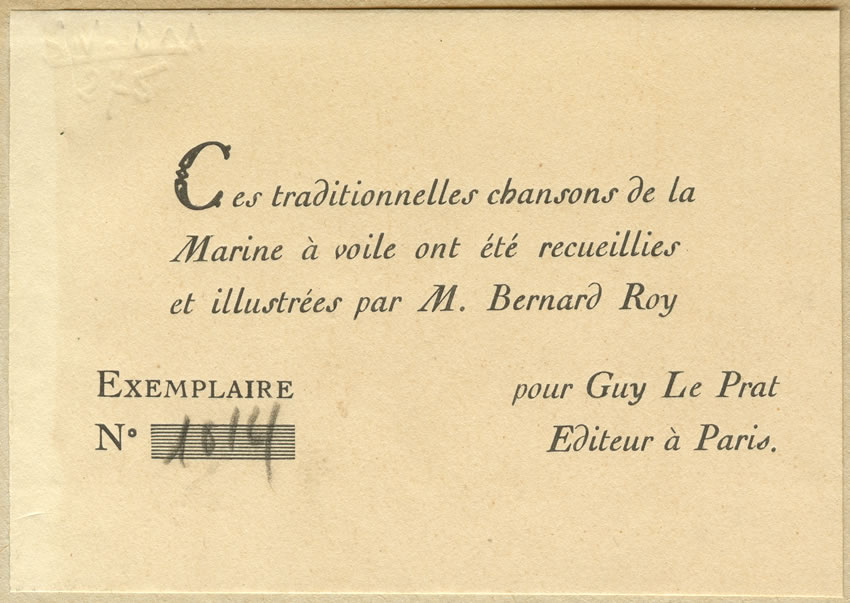 Ces traditionnelles chansons de la
Marine à voile ont été recueillies
et illustrées par M. Bernard Roy
pour Guy Le Prat
Editeur à Paris.
EXEMPLAIRE
N°